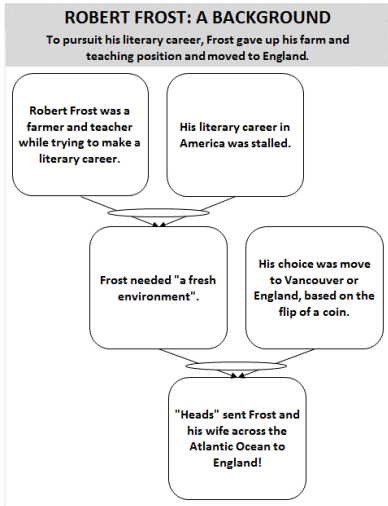 ROBERT FROST: A BACKGROUND
To pursuit his literary career, Frost gave up his farm and
teaching position and moved to England.
Robert Frost was a
farmer and teacher
while trying to make a
literary career.
His literary career in
America was stalled.
Frost needed "a fresh
environment".
His choice was move
to Vancouver or
England, based on the
flip of a coin.
"Heads" sent Frost and
his wife across the
Atlantic Ocean to
England!